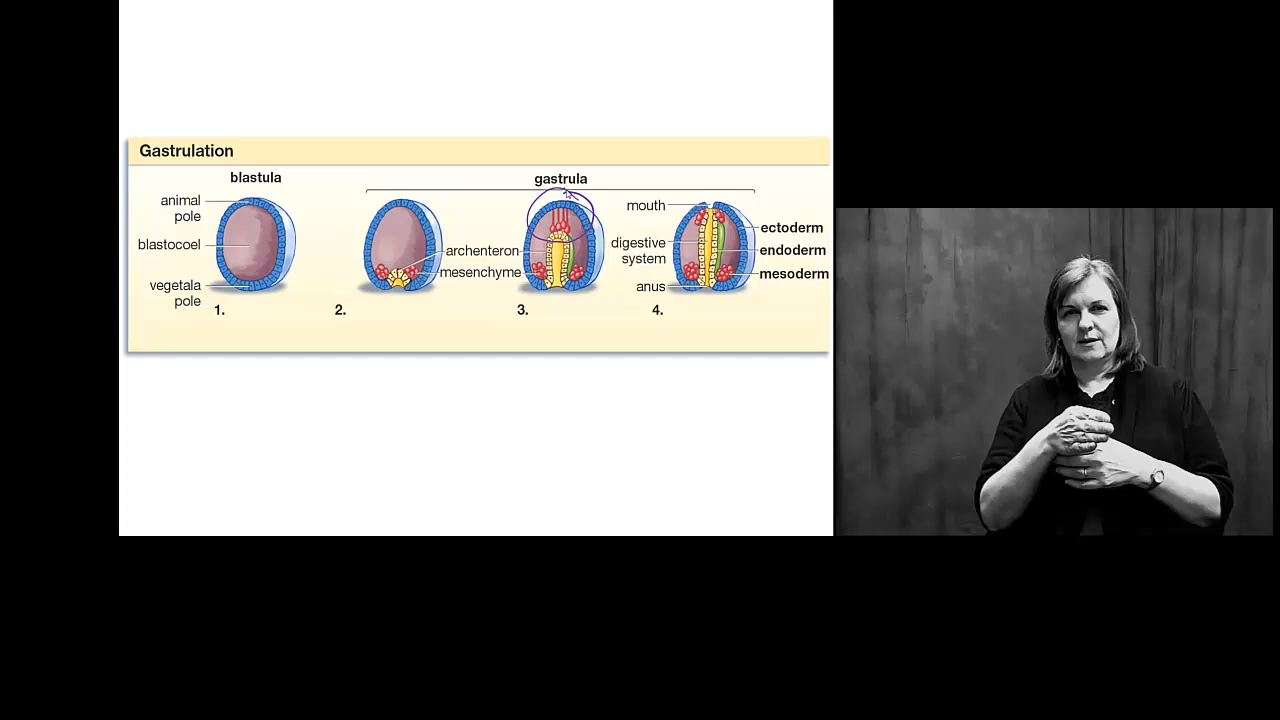 Gastrulation
blastula
gastrula
animal
pole
blastocoel
vegetala
pole
archenteron
mesenchyme
mouth
digestive
system
anus
ectoderm
endoderm
mesoderm
1.
2.
3.
4.